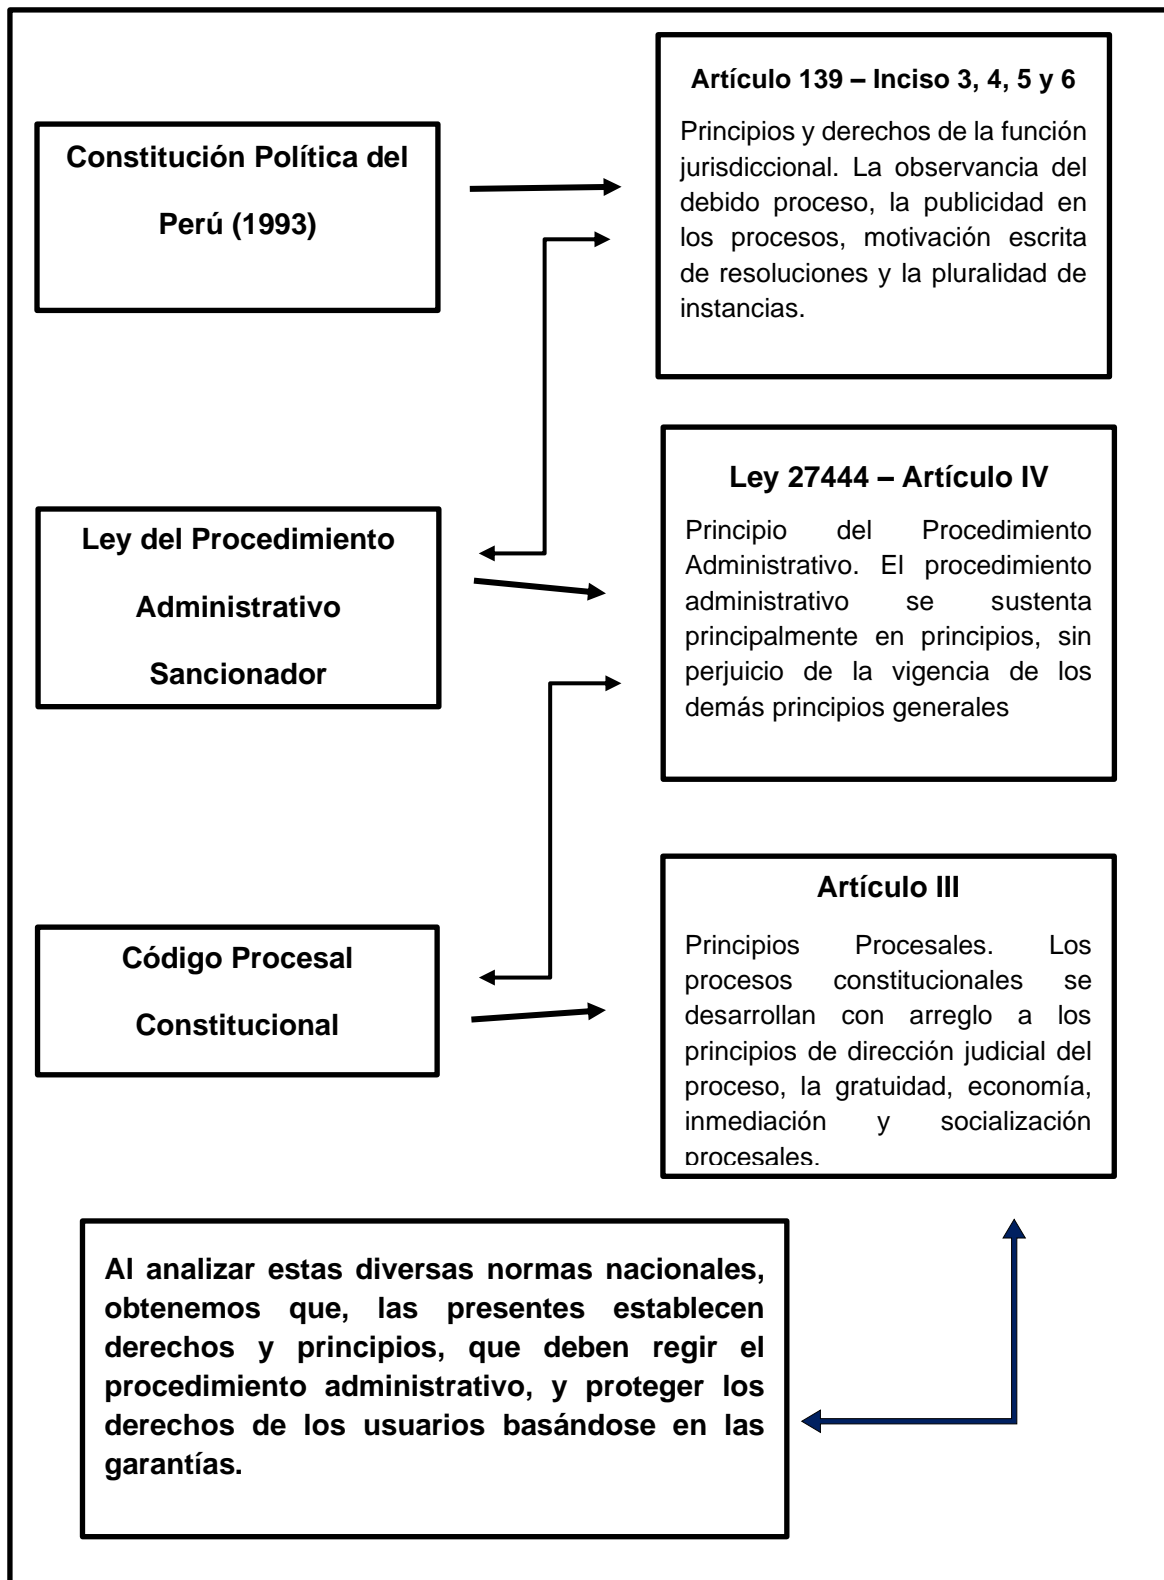 Constitución Política del
Perú (1993)
Artículo 139 – Inciso 3, 4, 5 y 6
Principios y derechos de la función
jurisdiccional. La observancia del
debido proceso, la publicidad en
los procesos, motivación escrita
de resoluciones y la pluralidad de
instancias.
Ley del Procedimiento
Administrativo
Sancionador
Ley 27444 – Artículo IV
Principio del Procedimiento
Administrativo. El procedimiento
administrativo se sustenta
principalmente en principios, sin
perjuicio de la vigencia de los
demás principios generales
Código Procesal
Constitucional
Artículo III
Principios Procesales. Los
procesos constitucionales se
desarrollan con arreglo a los
principios de dirección judicial del
proceso, la gratuidad, economía,
inmediación y socialización
procesales.
Al analizar estas diversas normas nacionales,
obtenemos que, las presentes establecen
derechos y principios, que deben regir el
procedimiento administrativo, y proteger los
derechos de los usuarios basándose en las
garantías.